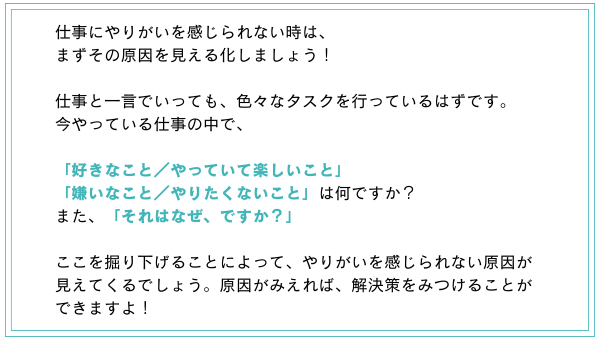 仕事にやりがいを感じられない時は、
まずその原因を見える化しましょう！
仕事と一言でいっても、色々なタスクを行っているはずです。
今やっている仕事の中で、
「好きなこと／やっていて楽しいこと」
「嫌いなこと／やりたくないこと」は何ですか？
また、「それはなぜ、ですか？」
ここを掘り下げることによって、やりがいを感じられない原因が
見えてくるでしょう。原因がみえれば、解決策をみつけることが
できますよ！